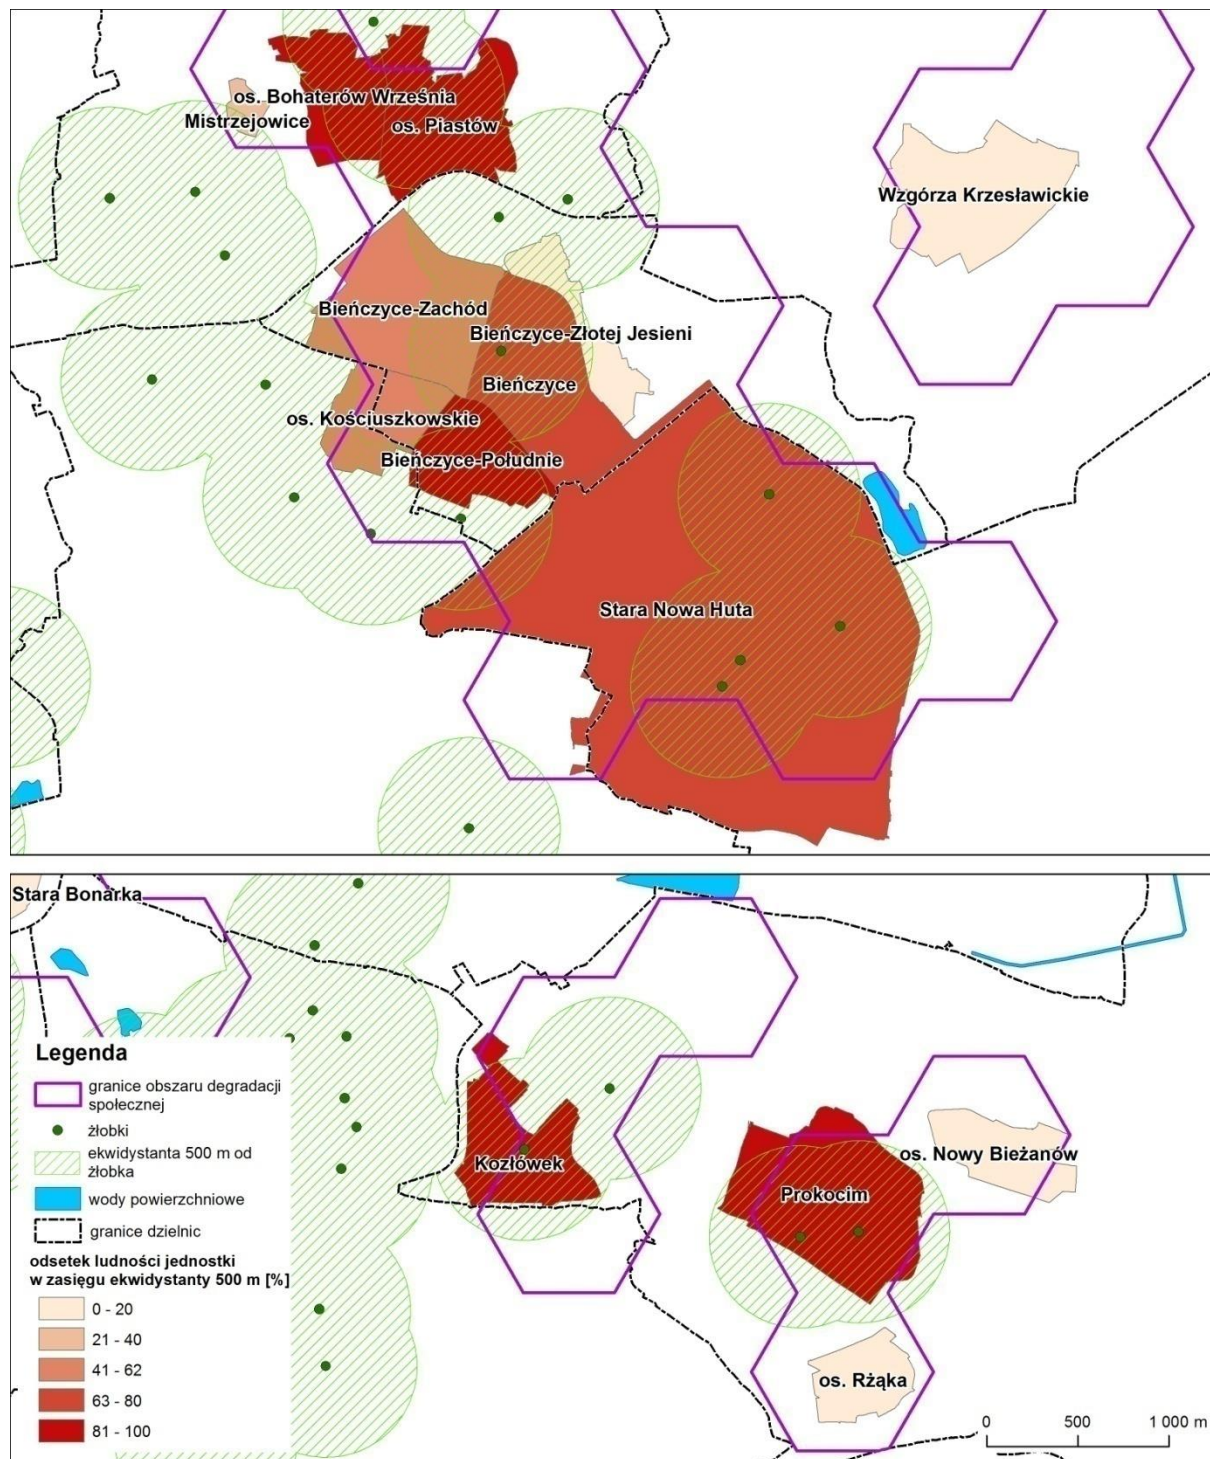 os. Bohaterów Września
Mistrzejowice
os. Piastów
Wzgórza Krzesławickie
Bieńczyce-Zachód
Bieńczyce-Złotej Jesieni
Bieńczyce
os. Kościuszkowskie
Bieńczyce-Południe
Stara Nowa Huta
Stara Bonarka
Kozłówek
Prokocim
os. Nowy Bieżanów
os. Rżąka
Legenda
granice obszaru degradacji
społecznej
żłobki
ekwidystanta 500 m od
żłobka
wody powierzchniowe
granice dzielnic
odsetek ludności jednostki
w zasięgu ekwidystanty 500 m [%]
0 - 20
21 - 40
41 - 62
63 - 80
81 - 100
0 500 1 000 m